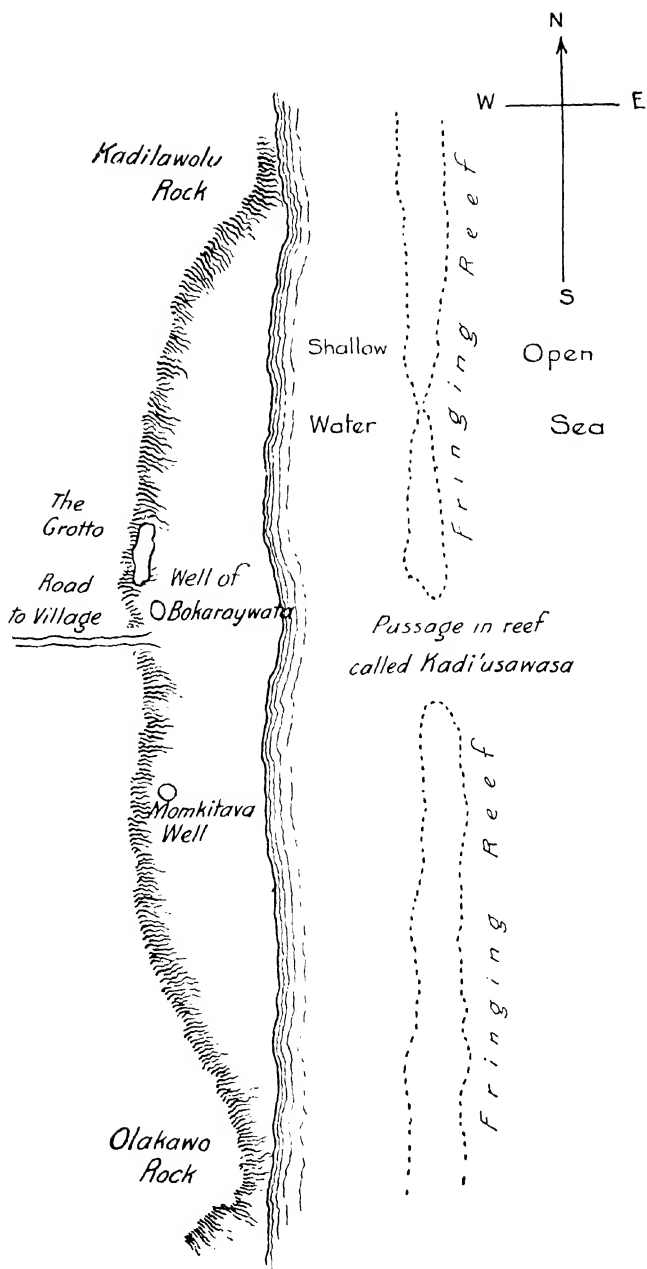 N
W E
S
Kadilawolu
Rock
Fringing Reef
Shallow
Water
Open
Sea
The
Grotto
Road
to Village
Well of
Bokaraywata
Passage in reef
called Kadi'usawasa
Momkitava
Well
Fringing Reef
Olakawo
Rock